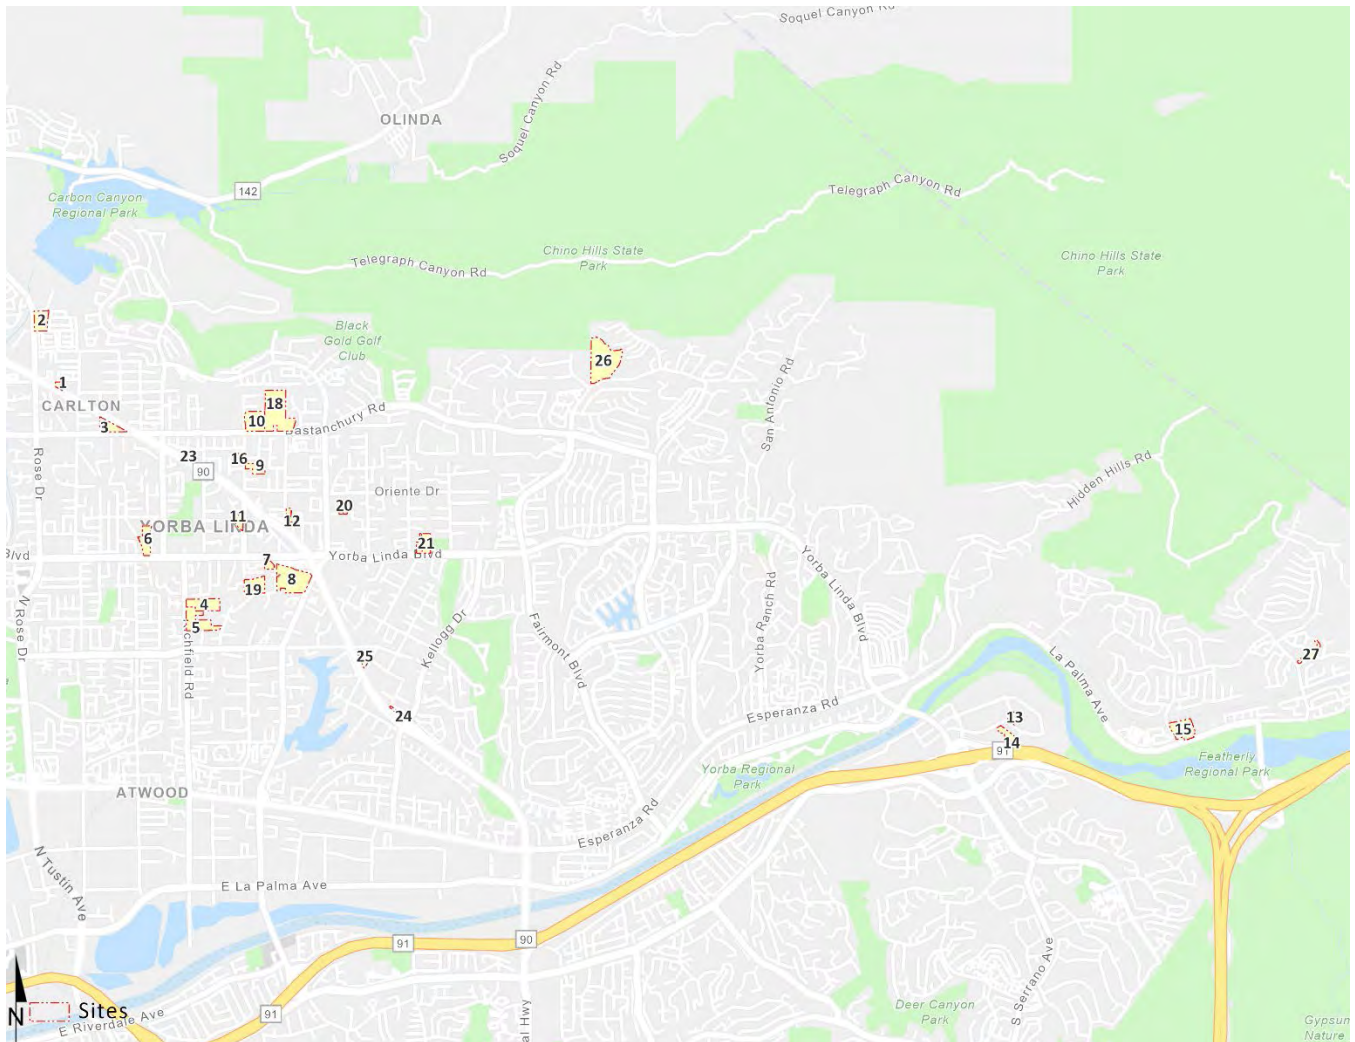 Soquel Canyon Rd
OLINDA
Soquel Canyon Rd
142
Telegraph Canyon Rd
Carbon Canyon
Regional Park
Chino Hills State
Park
Chino Hills State
Park
Telegraph Canyon Rd
2
Black
Gold Golf
Club
26
1
CARLTON
18
10
3
Bastanchury Rd
San Antonio Rd
23
90
16
9
Rose Dr
Oriente Dr
Hidden Hills Rd
20
11
12
YORBA LINDA
6
21
Blvd
Yorba Linda Blvd
7
8
19
Yorba Linda Blvd
4
5
N Rose Dr
Richfield Rd
Kellogg Dr
Fairmont Blvd
Yorba Ranch Rd
25
27
La Palma Ave
24
Esperanza Rd
13
14
91
15
Featherly
Regional Park
Yorba Regional
Park
ATWOOD
Esperanza Rd
N Tustin Ave
E La Palma Ave
91
90
S Serrano Ave
Deer Canyon
Park
N
Sites
91
E Riverdale Ave
al Hwy
Gypsum
Nature